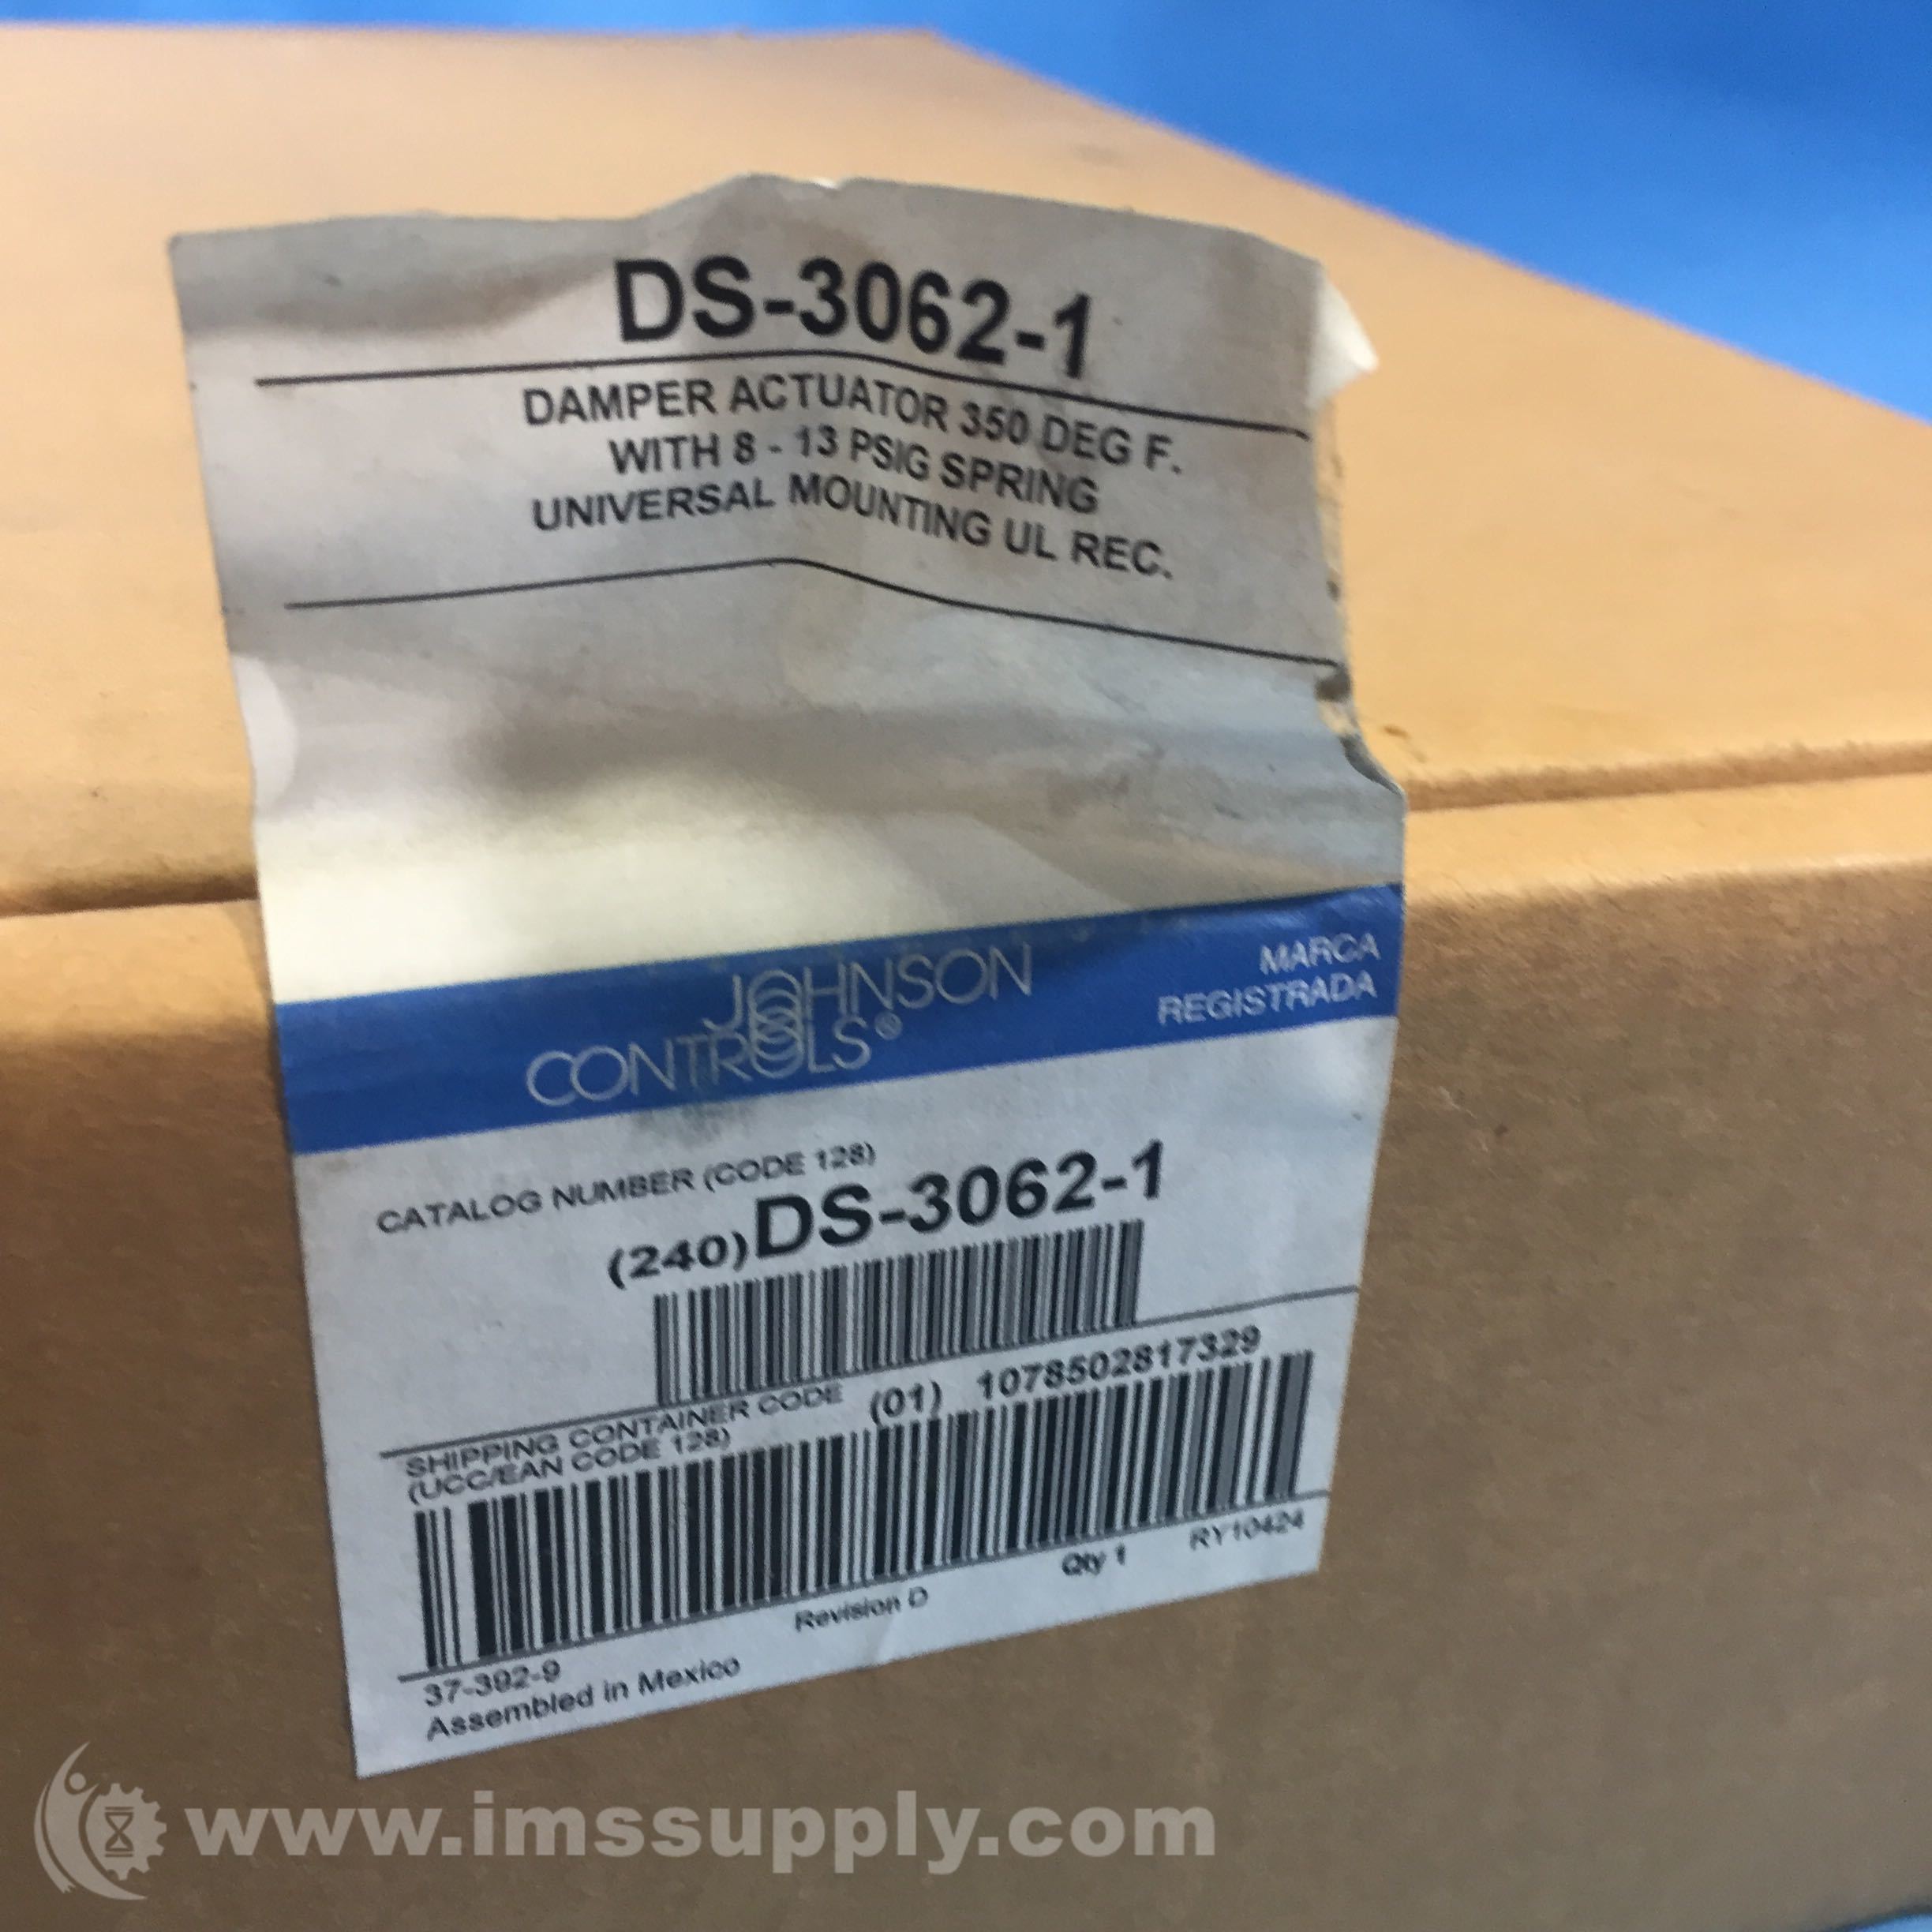 DS-3062-1
DAMPER ACTUATOR 350 DEG F.
WITH 8 - 13 PSIG SPRING
UNIVERSAL MOUNTING UL REC.
JOHNSON
CONTROLS®
MARCA
REGISTRADA
CATALOG NUMBER (CODE 128)
(240)DS-3062-1
SHIPPING CONTAINER CODE (01) 1078502817329
(UCC/EAN CODE 128)
37-392-9 Revision D Qty 1 RY10424
Assembled in Mexico
www.imssupply.com